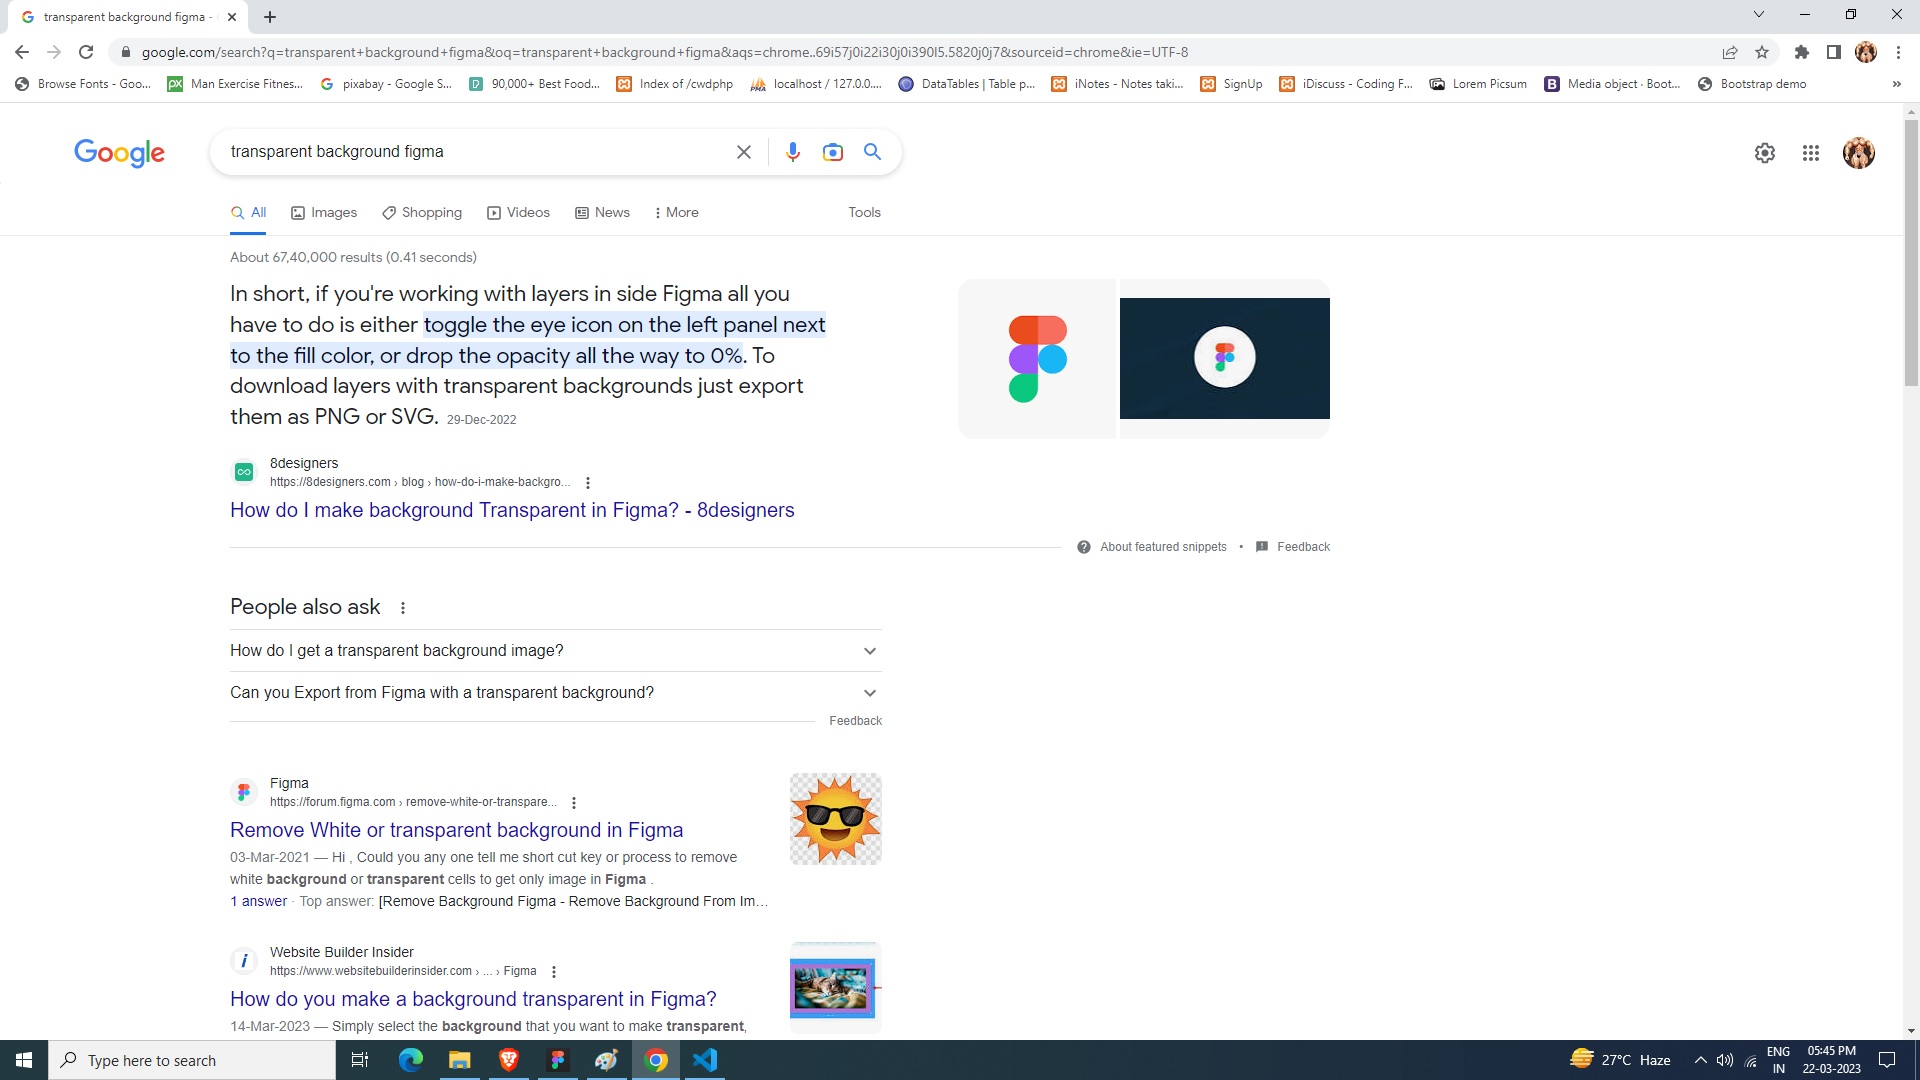 transparent background figma -
google.com/search?q=transparent+background+figma&oq=transparent+background+figma&aqs=chrome..69i57j0i22i30j0i390l5.5820j0j7&sourceid=chrome&ie=UTF-8
Browse Fonts - Goo... Man Exercise Fitnes... pixabay - Google S... 90,000+ Best Food... Index of /cwdphp localhost / 127.0.0.... DataTables | Table p... iNotes - Notes taki... SignUp iDiscuss - Coding F... Lorem Picsum Media object · Boot... Bootstrap demo »
Google transparent background figma
All Images Shopping Videos News More Tools
About 67,40,000 results (0.41 seconds)
In short, if you're working with layers in side Figma all you
have to do is either toggle the eye icon on the left panel next
to the fill color, or drop the opacity all the way to 0%. To
download layers with transparent backgrounds just export
them as PNG or SVG. 29-Dec-2022
8designers
https://8designers.com › blog › how-do-i-make-backgro...
How do I make background Transparent in Figma? - 8designers
About featured snippets • Feedback
People also ask
How do I get a transparent background image?
Can you Export from Figma with a transparent background?
Feedback
Figma
https://forum.figma.com › remove-white-or-transpare...
Remove White or transparent background in Figma
03-Mar-2021 — Hi , Could you any one tell me short cut key or process to remove
white background or transparent cells to get only image in Figma .
1 answer · Top answer: [Remove Background Figma - Remove Background From Im...
Website Builder Insider
https://www.websitebuilderinsider.com › ... › Figma
How do you make a background transparent in Figma?
14-Mar-2023 — Simply select the background that you want to make transparent,
Type here to search
27°C Haze
ENG
IN
05:45 PM
22-03-2023